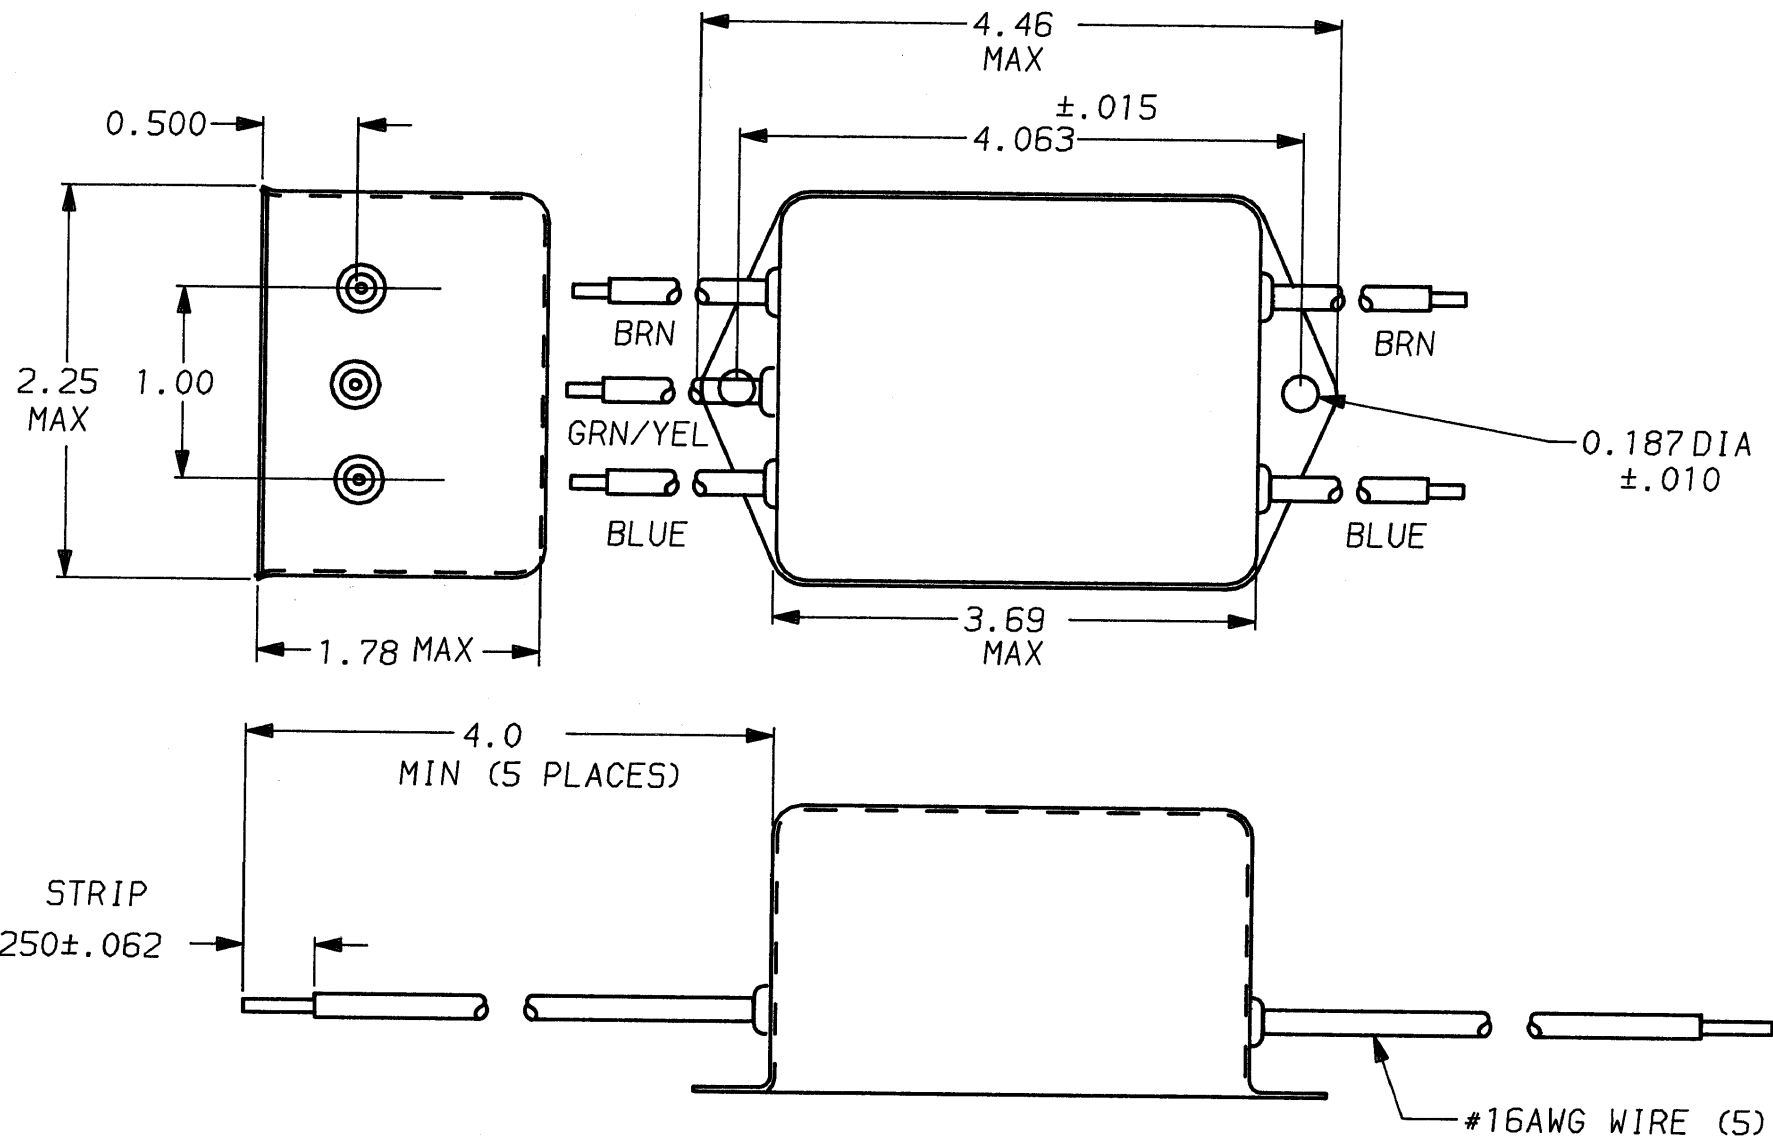 4.46
MAX
±.015
4.063
0.500
2.25
MAX
1.00
BRN
BRN
GRN/YEL
0.187 DIA
±.010
BLUE
BLUE
3.69
MAX
1.78 MAX
4.0
MIN (5 PLACES)
STRIP
250±.062
#16AWG WIRE (5)